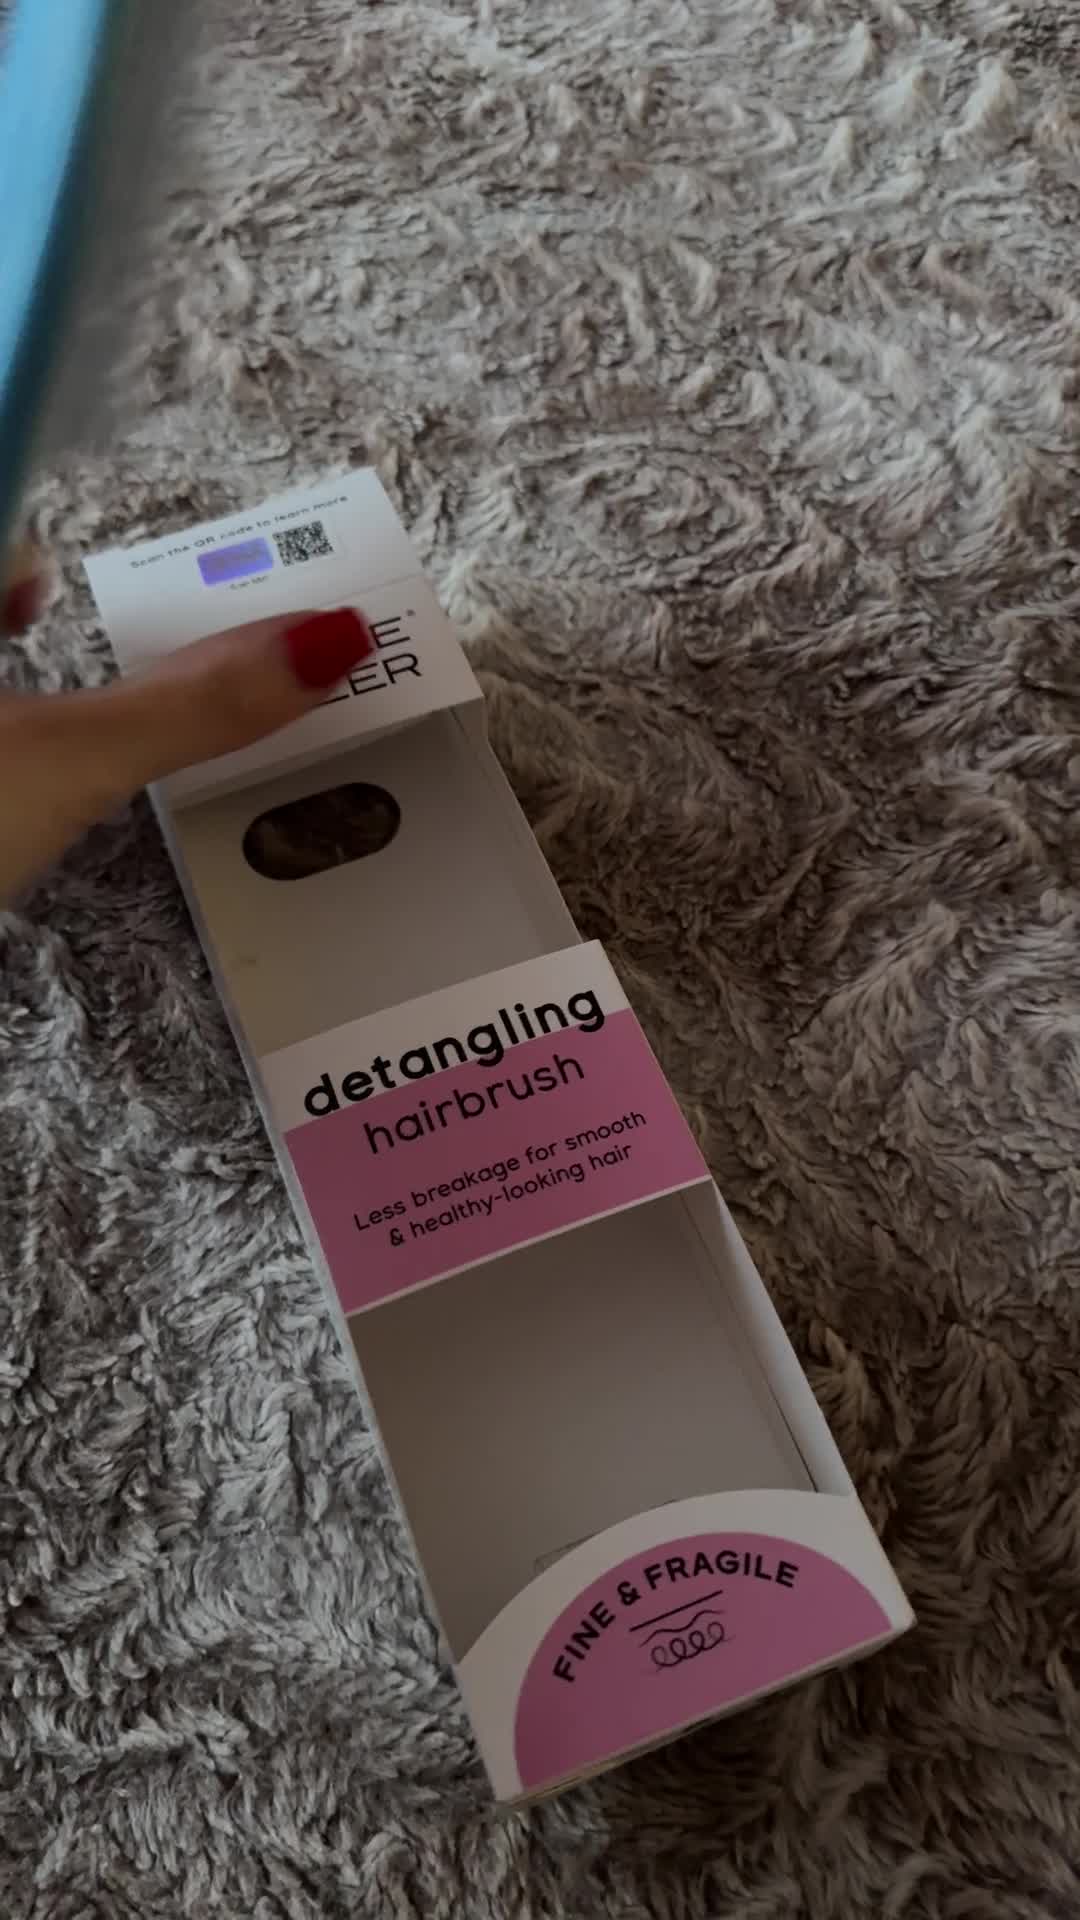 Scan the QR code to learn more
detangling
hairbrush
Less breakage for smooth
& healthy-looking hair
FINE & FRAGILE